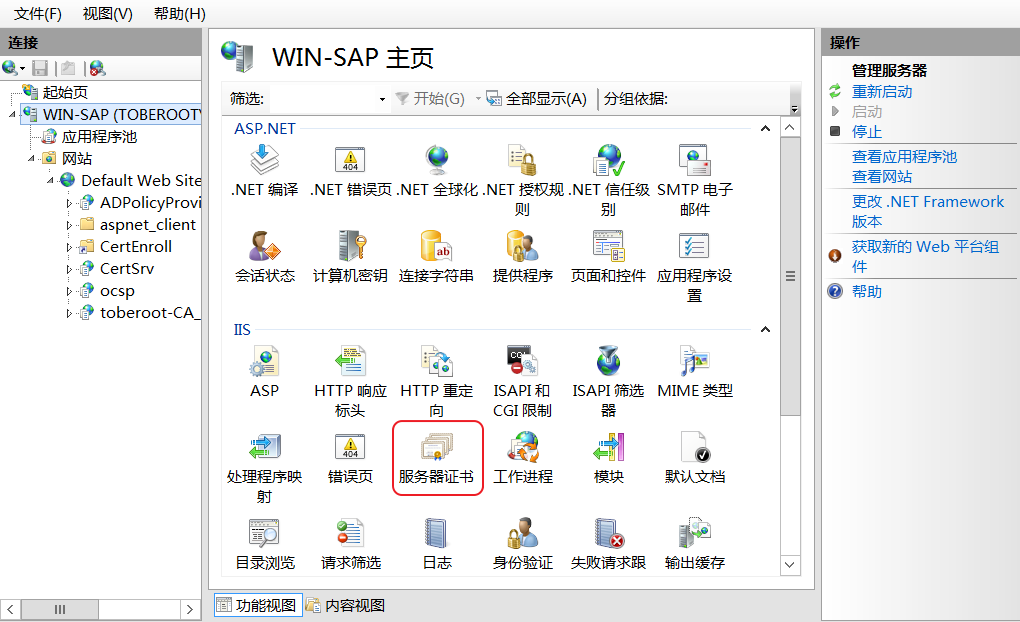 文件(F) 视图(V) 帮助(H)
连接
起始页
WIN-SAP (TOBEROOT
应用程序池
网站
Default Web Site
ADPolicyProvi
aspnet_client
CertEnroll
CertSrv
ocsp
toberoot-CA_
WIN-SAP 主页
筛选: 开始(G) 全部显示(A) 分组依据:
ASP.NET
.NET 编译
.NET 错误页
.NET 全球化
.NET 授权规
则
.NET 信任级
别
SMTP 电子
邮件
会话状态
计算机密钥
连接字符串
提供程序
页面和控件
应用程序设
置
IIS
ASP
HTTP 响应
标头
HTTP 重定
向
ISAPI 和
CGI 限制
ISAPI 筛选
器
MIME 类型
处理程序映
射
错误页
服务器证书
工作进程
模块
默认文档
目录浏览
请求筛选
日志
身份验证
失败请求跟
输出缓存
功能视图 内容视图
操作
管理服务器
重新启动
启动
停止
查看应用程序池
查看网站
更改 .NET Framework
版本
获取新的 Web 平台组
件
帮助